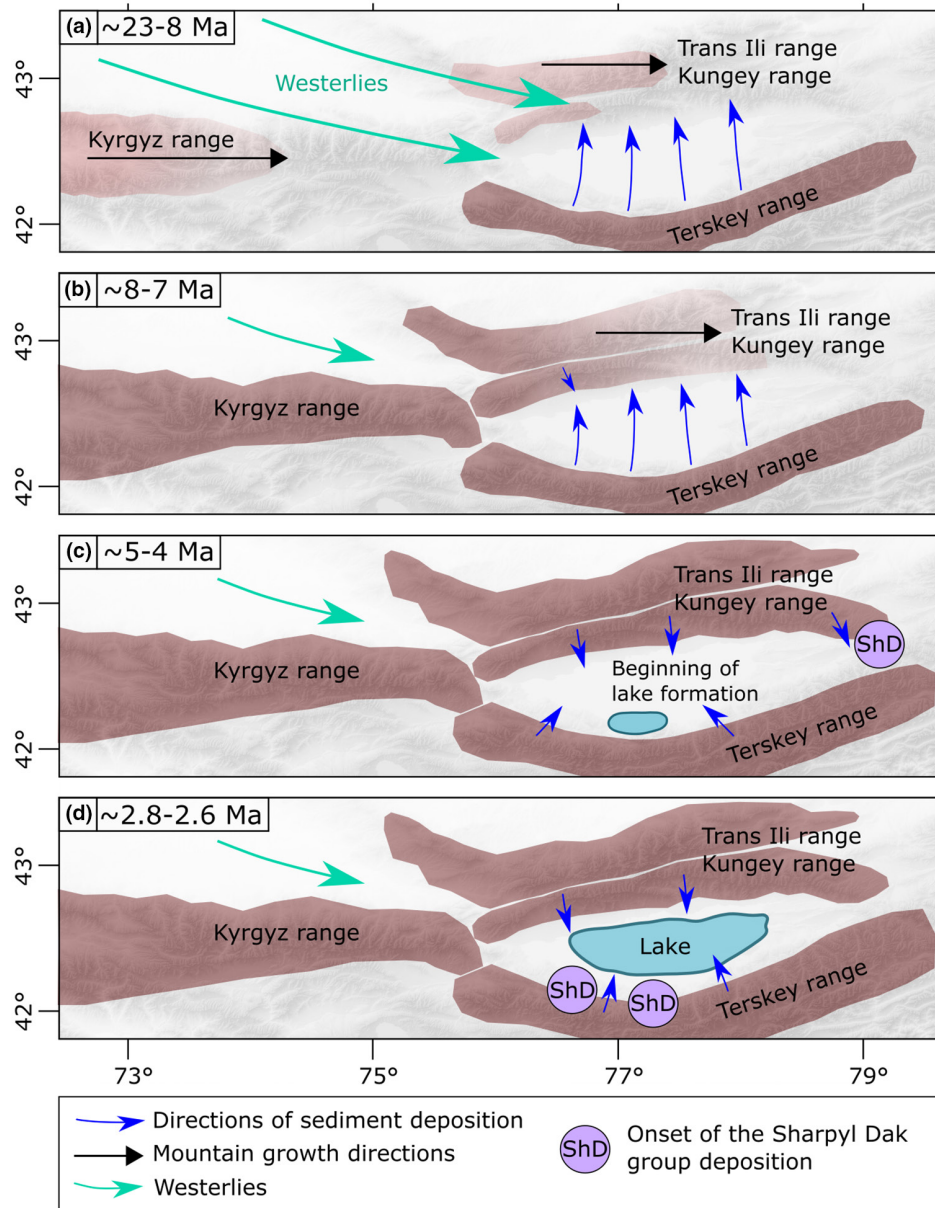 (a) ~23-8 Ma
43°
42°
Westerlies
Trans Ili range
Kungey range
Kyrgyz range
Terskey range
(b) ~8-7 Ma
43°
42°
Trans Ili range
Kungey range
Kyrgyz range
Terskey range
(c) ~5-4 Ma
43°
42°
Trans Ili range
Kungey range
ShD
Kyrgyz range
Beginning of
lake formation
Terskey range
(d) ~2.8-2.6 Ma
43°
42°
Trans Ili range
Kungey range
Kyrgyz range
Lake
ShD
ShD
Terskey range
73° 75° 77° 79°
Directions of sediment deposition
Mountain growth directions
Westerlies
ShD
Onset of the Sharpyl Dak
group deposition